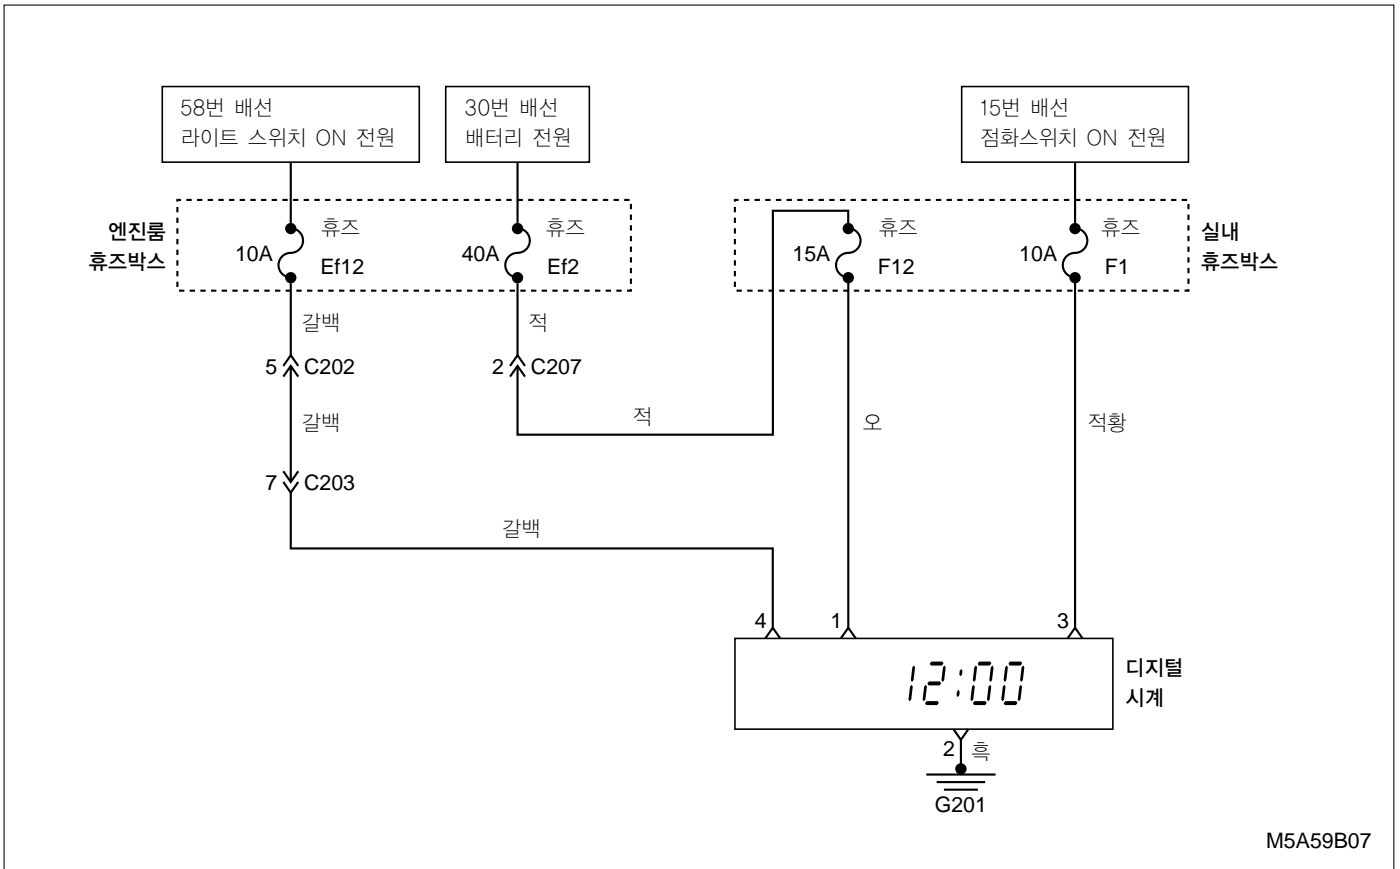 58번 배선
라이트 스위치 ON 전원
30번 배선
배터리 전원
15번 배선
점화스위치 ON 전원
엔진룸
휴즈박스
10A
휴즈
Ef12
40A
휴즈
Ef2
15A
휴즈
F12
10A
휴즈
F1
실내
휴즈박스
갈백
적
5 C202
2 C207
갈백
적
오
적황
7 C203
갈백
4
1
3
12:00
디지털
시계
2 흑
G201
M5A59B07